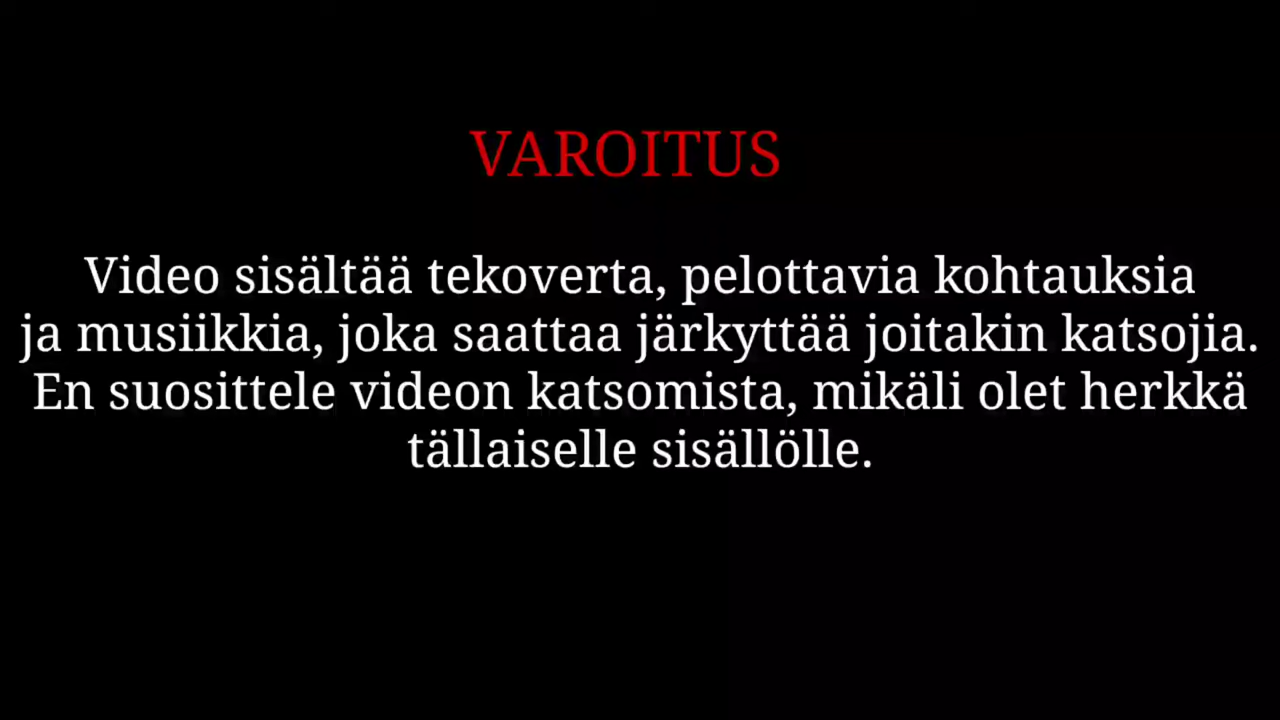 VAROITUS
Video sisältää tekoverta, pelottavia kohtauksia
ja musiikkia, joka saattaa järkyttää joitakin katsojia.
En suosittele videon katsomista, mikäli olet herkkä
tällaiselle sisällölle.